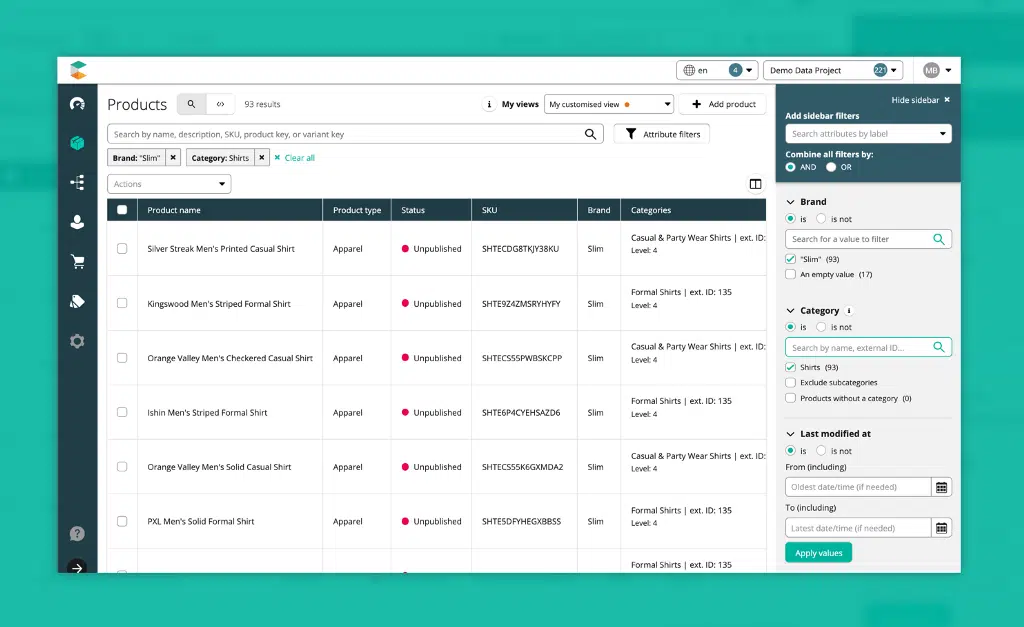 en 4 Demo Data Project 221 MB
Products 93 results i My views My customised view Add product
Hide sidebar
Add sidebar filters
Search attributes by label
Combine all filters by:
AND OR
Search by name, description, SKU, product key, or variant key Attribute filters
Brand: "Slim" Category: Shirts Clear all
Actions
Product name Product type Status SKU Brand Categories
Silver Streak Men's Printed Casual Shirt Apparel Unpublished SHTECDG8TKJY38KU Slim Casual & Party Wear Shirts | ext. ID:
Level: 4
Kingswood Men's Striped Formal Shirt Apparel Unpublished SHTE9Z4ZMSRYHYFY Slim Formal Shirts | ext. ID: 135
Level: 4
Orange Valley Men's Checkered Casual Shirt Apparel Unpublished SHTECS55PWBSKCPP Slim Casual & Party Wear Shirts | ext. ID:
Level: 4
Ishin Men's Striped Formal Shirt Apparel Unpublished SHTE6P4CYEHSAZD6 Slim Formal Shirts | ext. ID: 135
Level: 4
Orange Valley Men's Solid Casual Shirt Apparel Unpublished SHTECS55K6GXMDA2 Slim Casual & Party Wear Shirts | ext. ID:
Level: 4
PXL Men's Solid Formal Shirt Apparel Unpublished SHTE5DFYHEGXBBSS Slim Formal Shirts | ext. ID: 135
Level: 4
Formal Shirts | ext. ID: 135
Brand
is is not
Search for a value to filter
"Slim" (93)
An empty value (17)
Category i
is is not
Search by name, external ID...
Shirts (93)
Exclude subcategories
Products without a category (0)
Last modified at
is is not
From (including)
Oldest date/time (if needed)
To (including)
Latest date/time (if needed)
Apply values